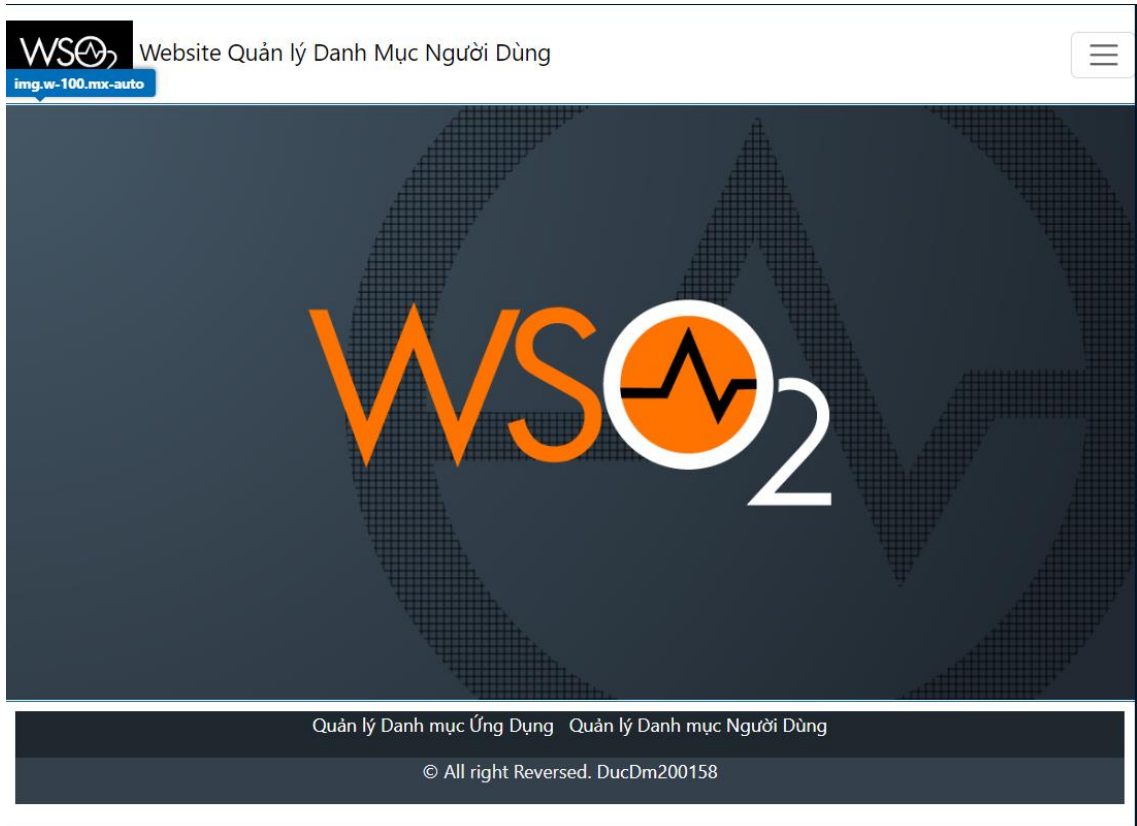 WSO2 Website Quản lý Danh Mục Người Dùng
img.w-100.mx-auto
WSO2
Quản lý Danh mục Ứng Dụng Quản lý Danh mục Người Dùng
© All right Reversed. DucDm200158